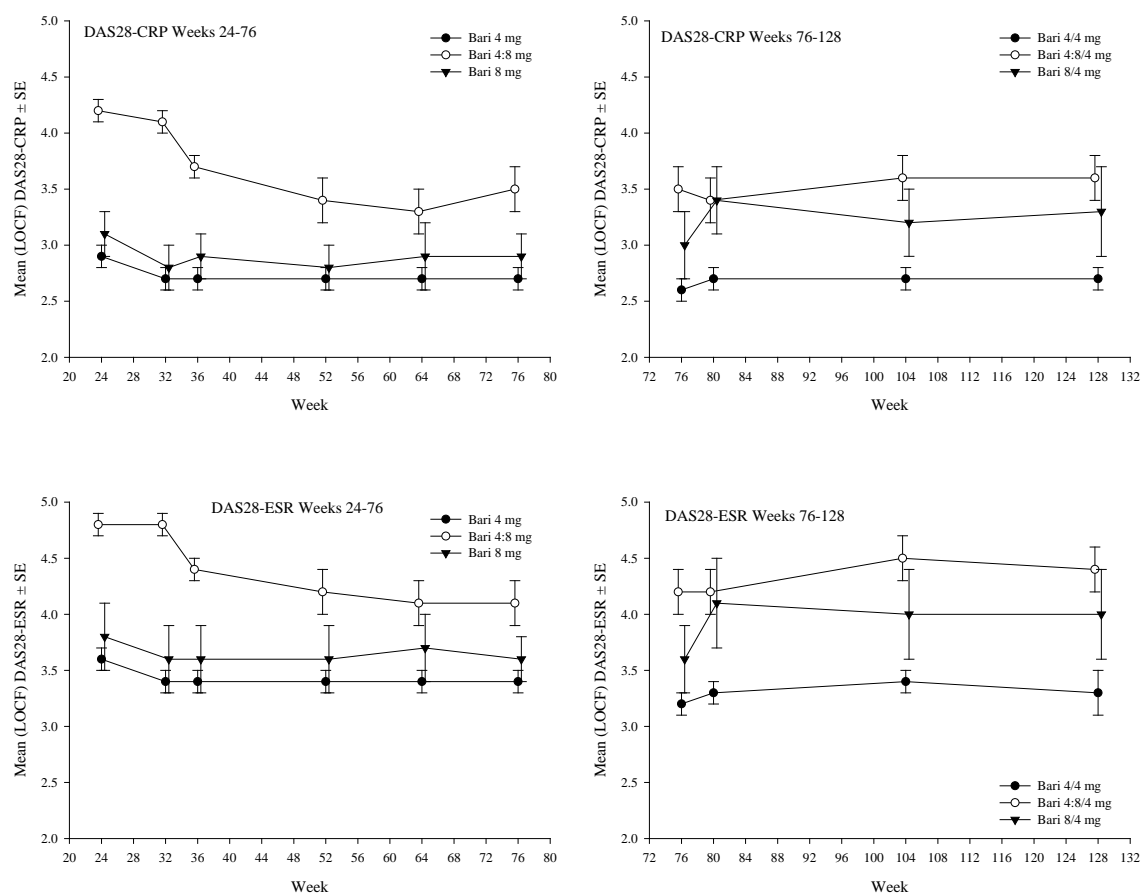 DAS28-CRP Weeks 24-76
Bari 4 mg
Bari 4:8 mg
Bari 8 mg
Mean (LOCF) DAS28-CRP ± SE
5.0
4.5
4.0
3.5
3.0
2.5
2.0
20 24 28 32 36 40 44 48 52 56 60 64 68 72 76 80
Week
DAS28-CRP Weeks 76-128
Bari 4/4 mg
Bari 4:8/4 mg
Bari 8/4 mg
Mean (LOCF) DAS28-CRP ± SE
5.0
4.5
4.0
3.5
3.0
2.5
2.0
72 76 80 84 88 92 96 100 104 108 112 116 120 124 128 132
Week
DAS28-ESR Weeks 24-76
Bari 4 mg
Bari 4:8 mg
Bari 8 mg
Mean (LOCF) DAS28-ESR ± SE
5.0
4.5
4.0
3.5
3.0
2.5
2.0
20 24 28 32 36 40 44 48 52 56 60 64 68 72 76 80
Week
DAS28-ESR Weeks 76-128
Bari 4/4 mg
Bari 4:8/4 mg
Bari 8/4 mg
Mean (LOCF) DAS28-ESR ± SE
5.0
4.5
4.0
3.5
3.0
2.5
2.0
72 76 80 84 88 92 96 100 104 108 112 116 120 124 128 132
Week